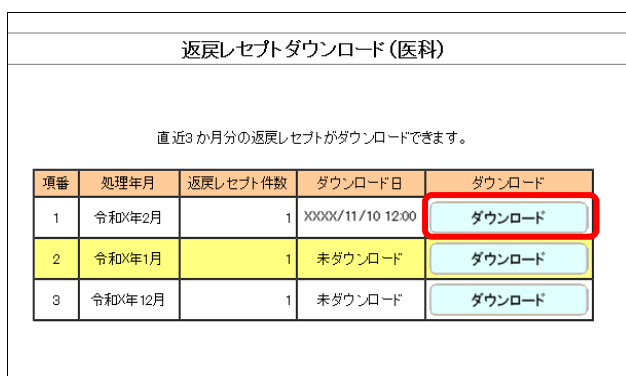 返戻レセプトダウンロード(医科)
直近3か月分の返戻レセプトがダウンロードできます。
項番 処理年月 返戻レセプト件数 ダウンロード日 ダウンロード
1 令和X年2月 1 XXXX/11/10 12:00 ダウンロード
2 令和X年1月 1 未ダウンロード ダウンロード
3 令和X年12月 1 未ダウンロード ダウンロード